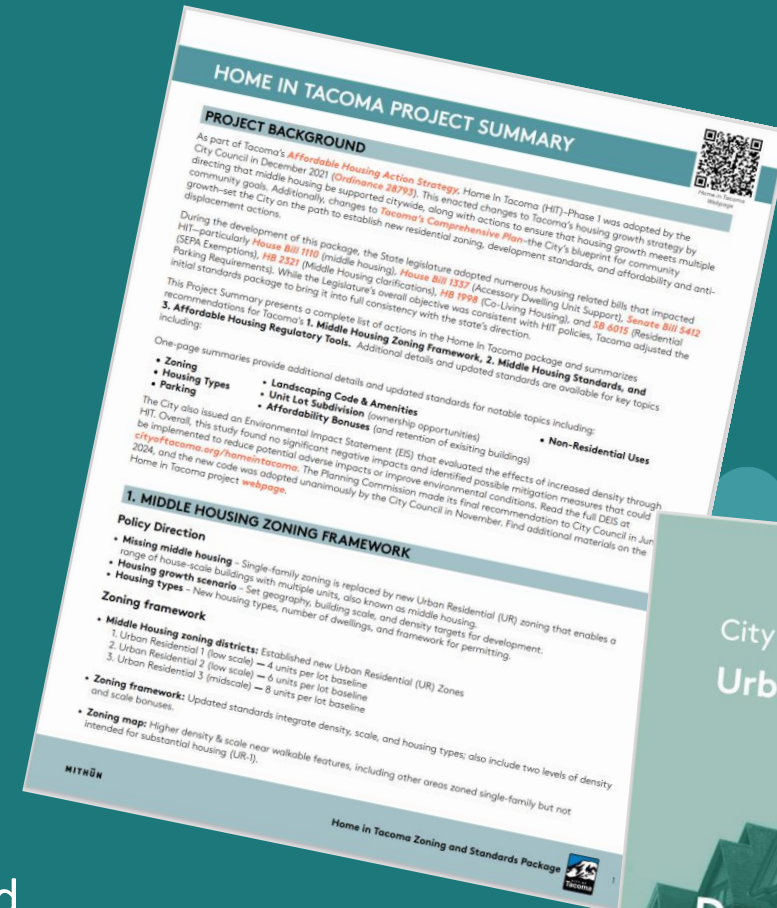 HOME IN TACOMA PROJECT SUMMARY
Home in Tacoma
Webpage
PROJECT BACKGROUND
As part of Tacoma's Affordable Housing Action Strategy, Home In Tacoma (HIT)–Phase 1 was adopted by the
City Council in December 2021 (Ordinance 28793). This enacted changes to Tacoma's housing growth strategy by
directing that middle housing be supported citywide, along with actions to ensure that housing growth meets multiple
community goals. Additionally, changes to Tacoma's Comprehensive Plan–the City's blueprint for community
growth–set the City on the path to establish new residential zoning, development standards, and affordability and anti-
displacement actions.
During the development of this package, the State legislature adopted numerous housing related bills that impacted
HIT—particularly House Bill 1110 (middle housing), House Bill 1337 (Accessory Dwelling Unit Support), Senate Bill 5412
(SEPA Exemptions), HB 2321 (Middle Housing clarifications), HB 1998 (Co-Living Housing), and SB 6015 (Residential
Parking Requirements). While the Legislature's overall objective was consistent with HIT policies, Tacoma adjusted the
initial standards package to bring it into full consistency with the state's direction.
This Project Summary presents a complete list of actions in the Home In Tacoma package and summarizes
recommendations for Tacoma's 1. Middle Housing Zoning Framework, 2. Middle Housing Standards, and
3. Affordable Housing Regulatory Tools. Additional details and updated standards are available for key topics
including:
One-page summaries provide additional details and updated standards for notable topics including:
• Zoning
• Housing Types
• Parking
• Landscaping Code & Amenities
• Unit Lot Subdivision (ownership opportunities)
• Affordability Bonuses (and retention of exisiting buildings)
• Non-Residential Uses
The City also issued an Environmental Impact Statement (EIS) that evaluated the effects of increased density through
HIT. Overall, this study found no significant negative impacts and identified possible mitigation measures that could
be implemented to reduce potential adverse impacts or improve environmental conditions. Read the full DEIS at
cityoftacoma.org/homeintacoma. The Planning Commission made its final recommendation to City Council in Jun
2024, and the new code was adopted unanimously by the City Council in November. Find additional materials on the
Home in Tacoma project webpage.
1. MIDDLE HOUSING ZONING FRAMEWORK
Policy Direction
• Missing middle housing – Single-family zoning is replaced by new Urban Residential (UR) zoning that enables a
range of house-scale buildings with multiple units, also known as middle housing.
• Housing growth scenario – Set geography, building scale, and density targets for development.
• Housing types – New housing types, number of dwellings, and framework for permitting.
Zoning framework
• Middle Housing zoning districts: Established new Urban Residential (UR) Zones
1. Urban Residential 1 (low scale) — 4 units per lot baseline
2. Urban Residential 2 (low scale) — 6 units per lot baseline
3. Urban Residential 3 (midscale) — 8 units per lot baseline
• Zoning framework: Updated standards integrate density, scale, and housing types; also include two levels of density
and scale bonuses.
• Zoning map: Higher density & scale near walkable features, including other areas zoned single-family but not
intended for substantial housing (UR-1).
MITHŪN
Home in Tacoma Zoning and Standards Package
Tacoma
1
City
Urb
d